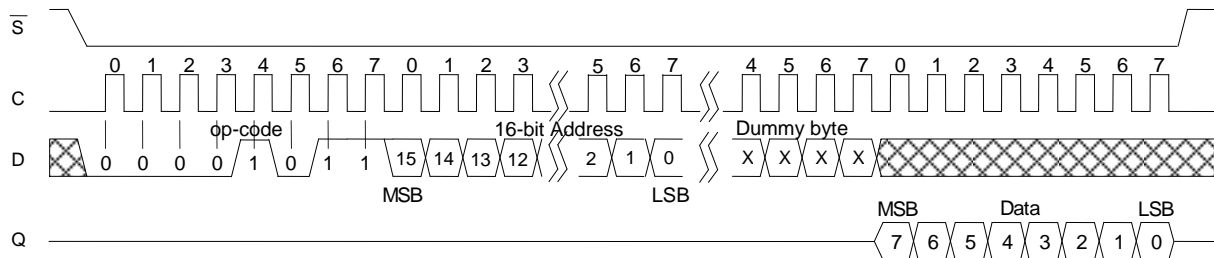 S
0 1 2 3 4 5 6 7 0 1 2 3 5 6 7 4 5 6 7 0 1 2 3 4 5 6 7
C
op-code 16-bit Address Dummy byte
D 0 0 0 0 1 0 1 1 15 14 13 12 2 1 0 X X X X
MSB LSB
MSB Data LSB
Q 7 6 5 4 3 2 1 0